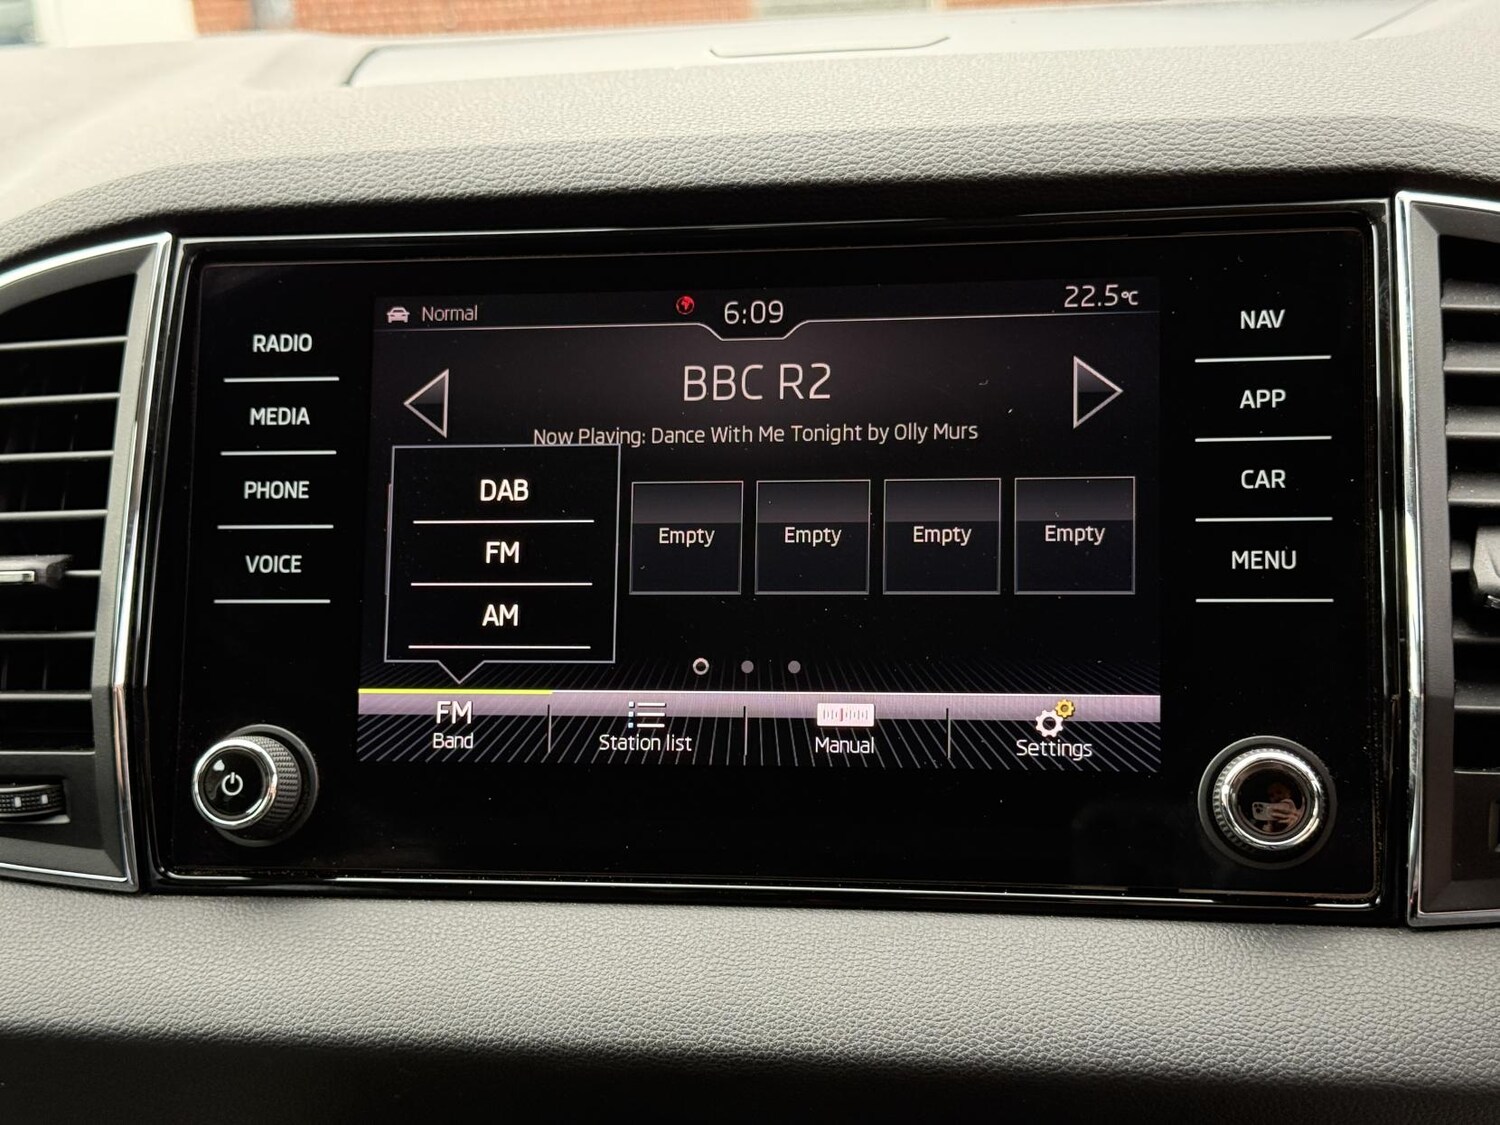 Normal
6:09
22.5°C
RADIO
MEDIA
PHONE
VOICE
BBC R2
Now Playing: Dance With Me Tonight by Olly Murs
DAB
FM
AM
Empty
Empty
Empty
Empty
FM
Band
Station list
Manual
Settings
NAV
APP
CAR
MENU